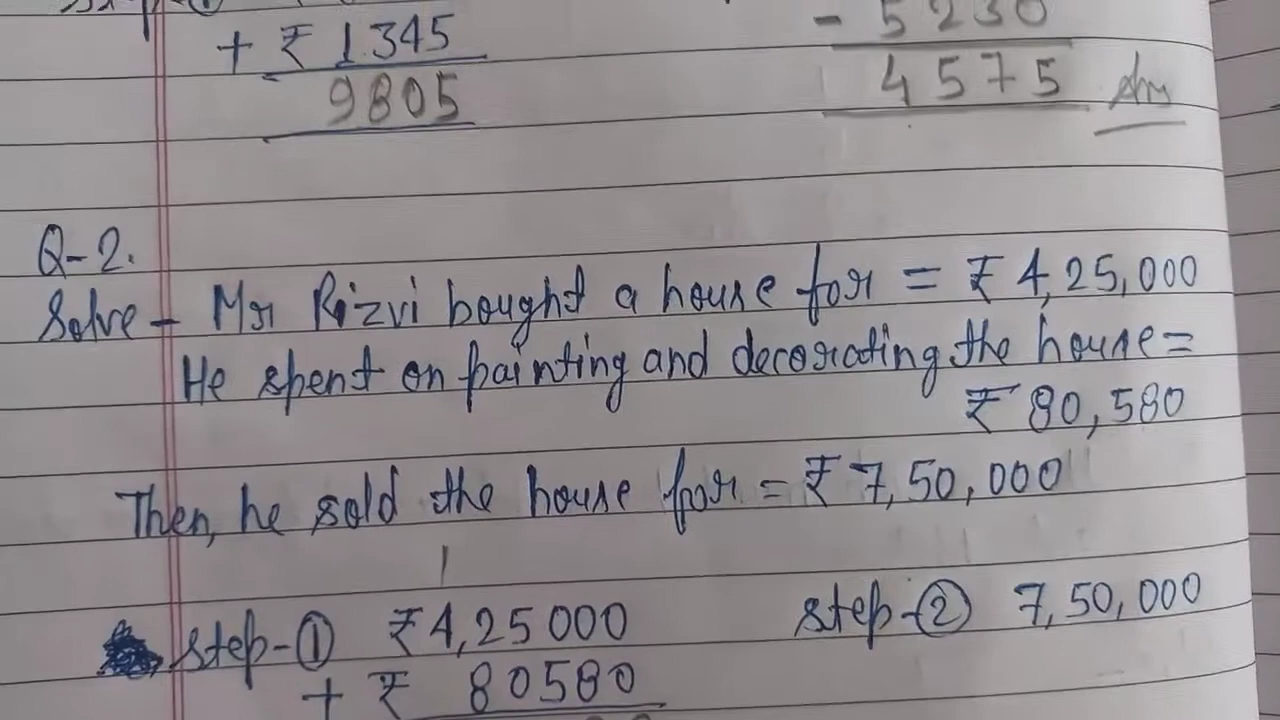 + ₹ 1345
9805
- 5230
4575 Ans
Q-2.
Solve - Mr Rizvi bought a house for = ₹ 4,25,000
He spent on painting and decorating the house =
₹ 80,580
Then, he sold the house for = ₹ 7,50,000
step-① ₹4,25000
+ ₹ 80580
step-② 7,50,000